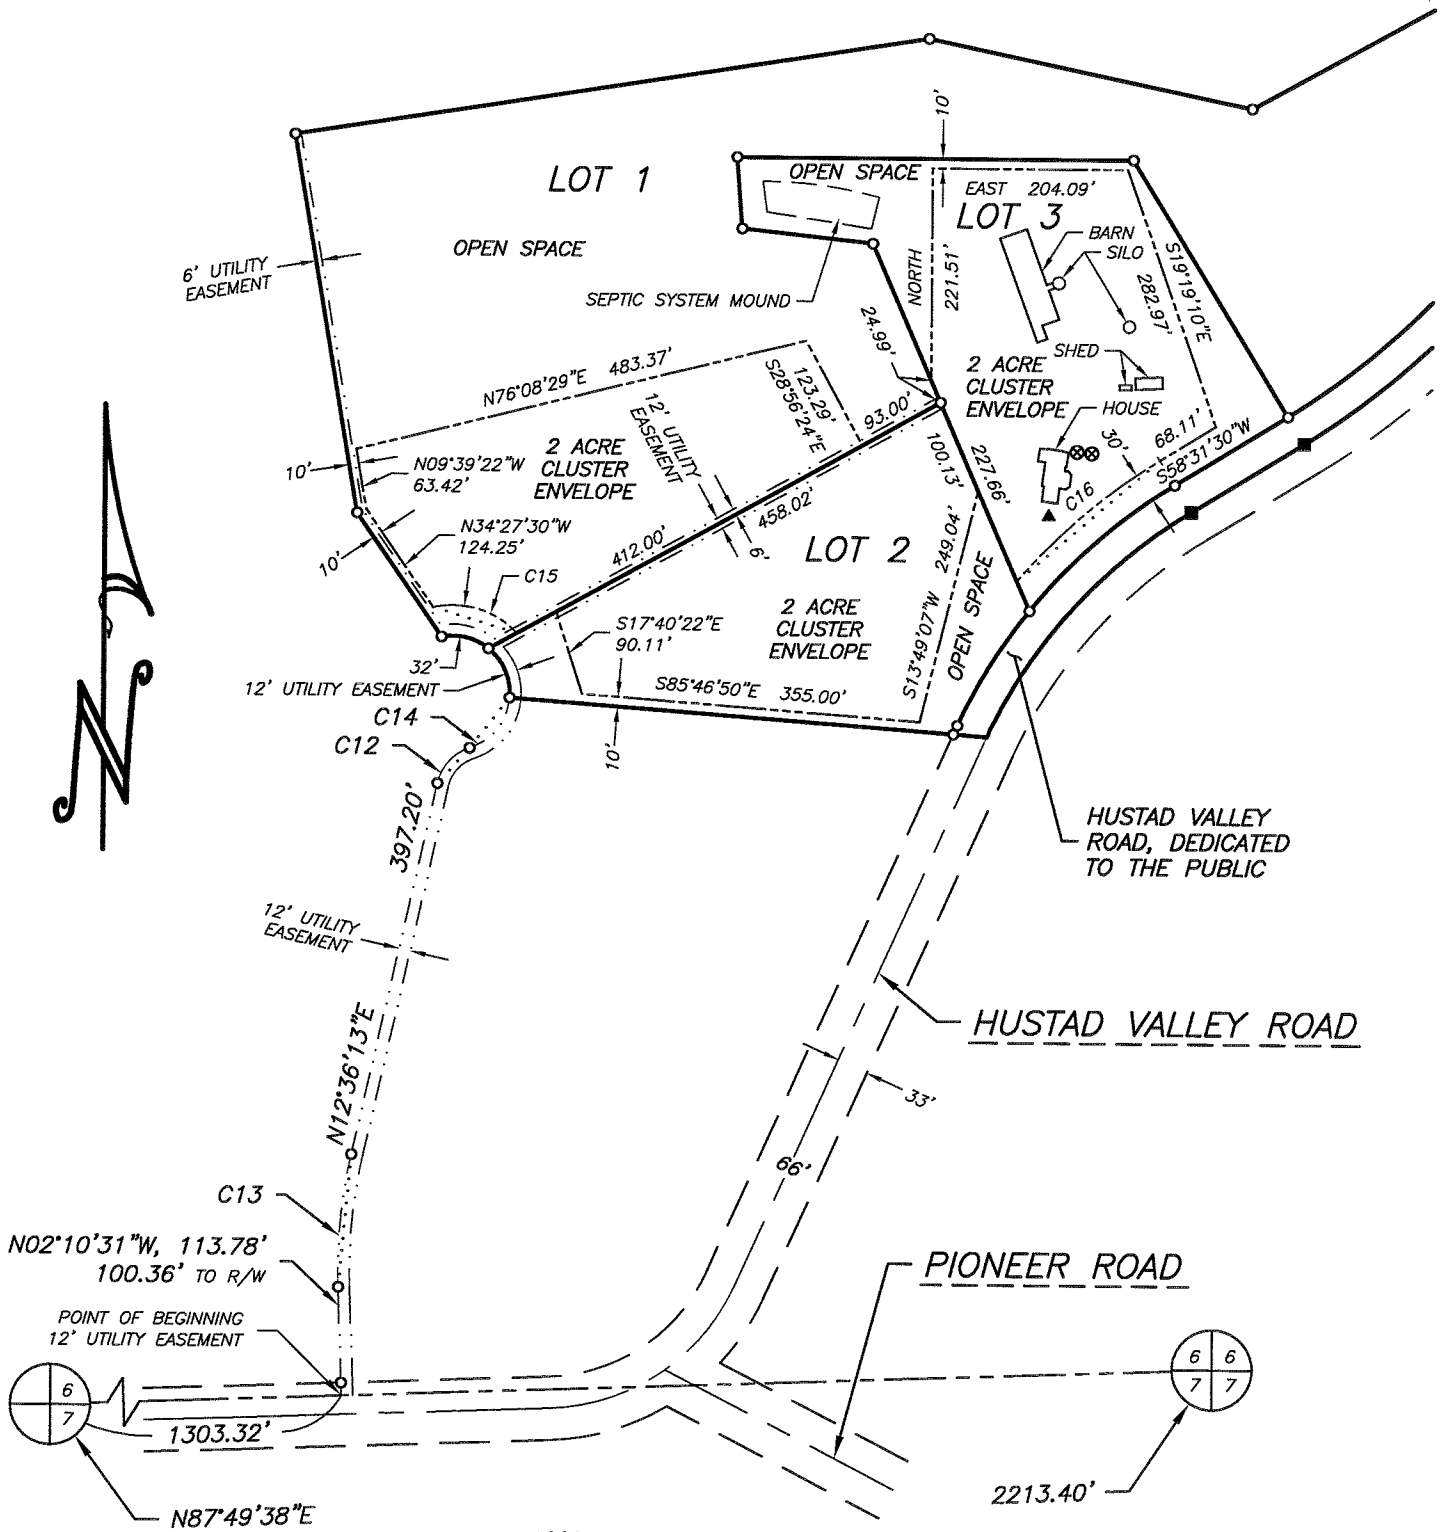 10'
LOT 1
OPEN SPACE
EAST 204.09'
LOT 3
BARN
SILO
OPEN SPACE
6' UTILITY
EASEMENT
NORTH
221.51'
S19°19'10"E
282.97'
SEPTIC SYSTEM MOUND
24.99'
SHED
2 ACRE
CLUSTER
ENVELOPE
N76°08'29"E 483.37'
123.29'
S28°56'24"E
HOUSE
93.00'
12' UTILITY
EASEMENT
30'
68.11'
S58°31'30"W
2 ACRE
CLUSTER
ENVELOPE
10'
N09°39'22"W
63.42'
100.13'
227.66'
C16
458.02'
N34°27'30"W
124.25'
412.00'
6'
LOT 2
249.04'
S13°49'07"W
10'
C15
OPEN SPACE
2 ACRE
CLUSTER
ENVELOPE
S17°40'22"E
90.11'
32'
12' UTILITY EASEMENT
S85°46'50"E 355.00'
C14
C12
10'
N
397.20'
HUSTAD VALLEY
ROAD, DEDICATED
TO THE PUBLIC
12' UTILITY
EASEMENT
HUSTAD VALLEY ROAD
N12°36'13"E
33'
66'
C13
N02°10'31"W, 113.78'
100.36' TO R/W
PIONEER ROAD
POINT OF BEGINNING
12' UTILITY EASEMENT
6
7
6 6
7 7
1303.32'
2213.40'
N87°49'38"E